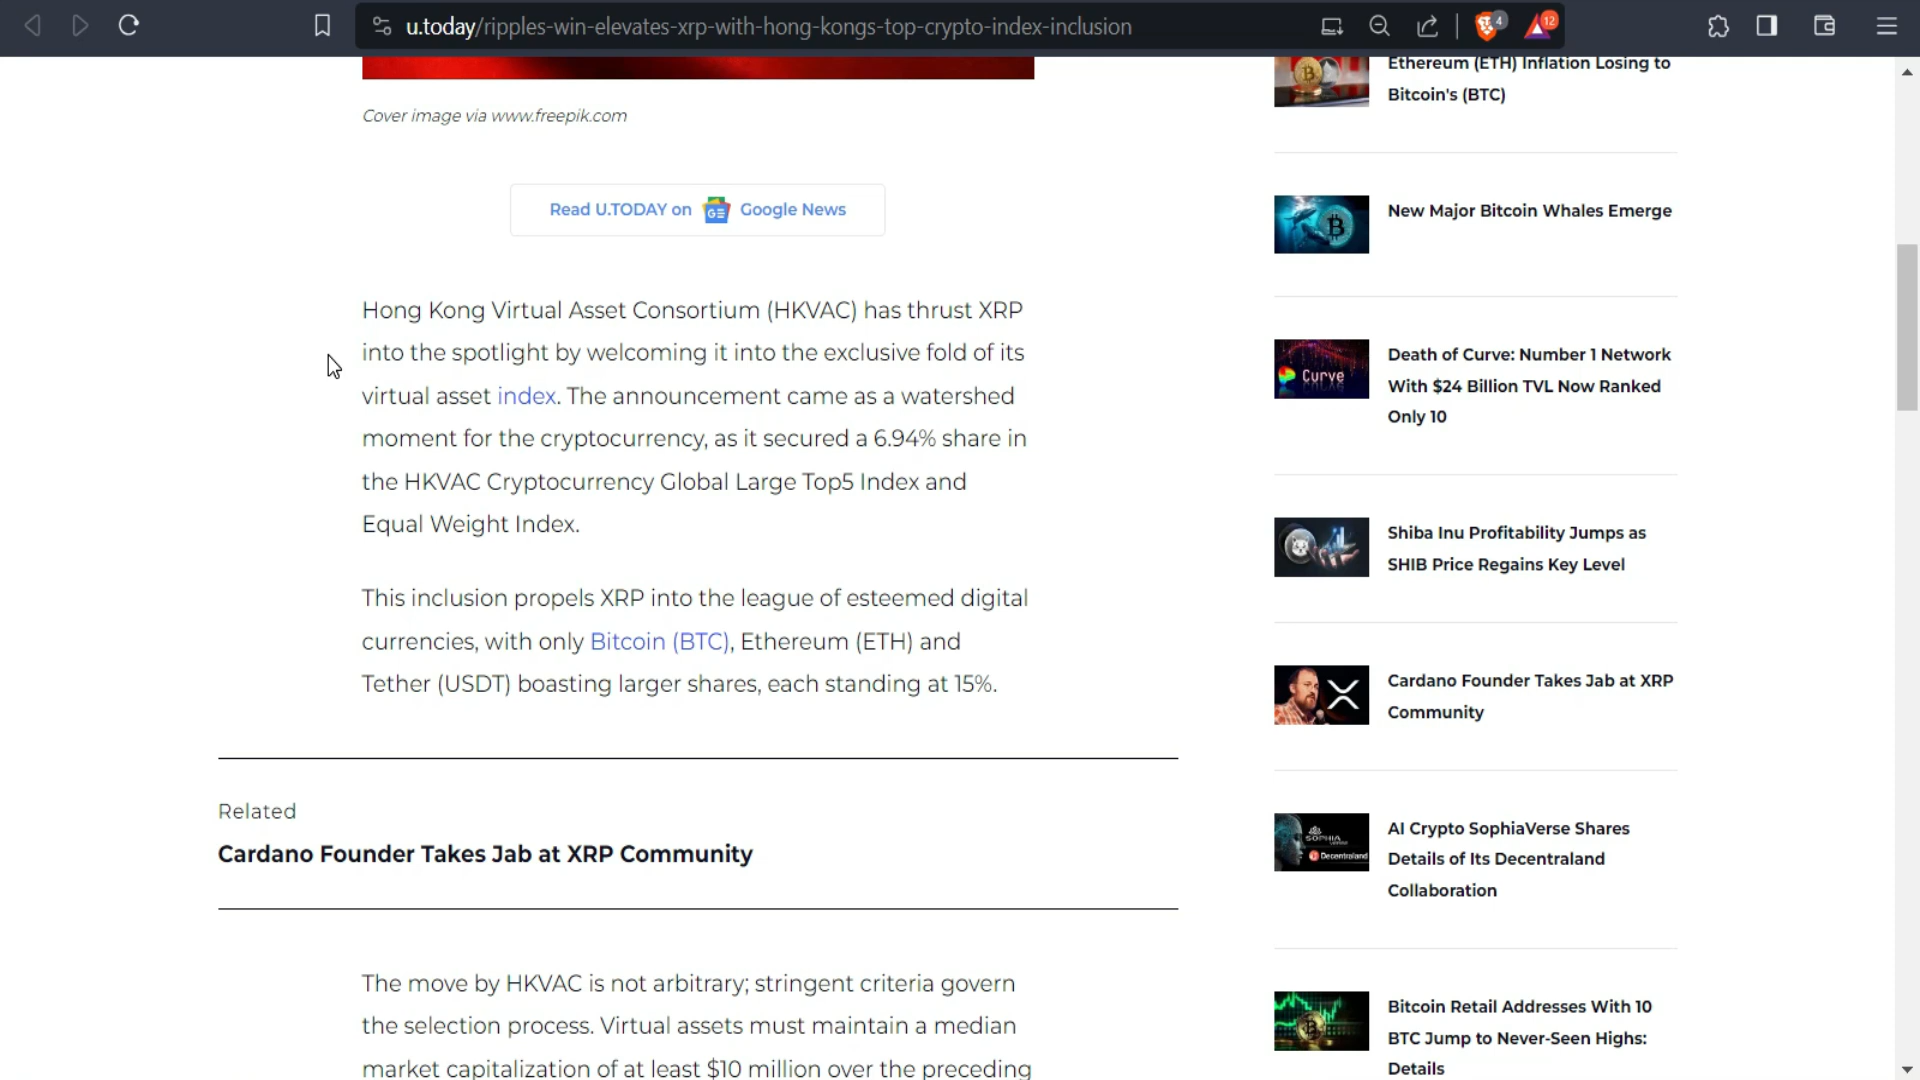 u.today/ripples-win-elevates-xrp-with-hong-kongs-top-crypto-index-inclusion
4
12
Cover image via www.freepik.com
Read U.TODAY on GE Google News
Hong Kong Virtual Asset Consortium (HKVAC) has thrust XRP
into the spotlight by welcoming it into the exclusive fold of its
virtual asset index. The announcement came as a watershed
moment for the cryptocurrency, as it secured a 6.94% share in
the HKVAC Cryptocurrency Global Large Top5 Index and
Equal Weight Index.
This inclusion propels XRP into the league of esteemed digital
currencies, with only Bitcoin (BTC), Ethereum (ETH) and
Tether (USDT) boasting larger shares, each standing at 15%.
Related
Cardano Founder Takes Jab at XRP Community
The move by HKVAC is not arbitrary; stringent criteria govern
the selection process. Virtual assets must maintain a median
market capitalization of at least $10 million over the preceding
Ethereum (ETH) Inflation Losing to
Bitcoin's (BTC)
New Major Bitcoin Whales Emerge
Curve
Death of Curve: Number 1 Network
With $24 Billion TVL Now Ranked
Only 10
Shiba Inu Profitability Jumps as
SHIB Price Regains Key Level
Cardano Founder Takes Jab at XRP
Community
SOPHIA
Decentraland
AI Crypto SophiaVerse Shares
Details of Its Decentraland
Collaboration
Bitcoin Retail Addresses With 10
BTC Jump to Never-Seen Highs:
Details